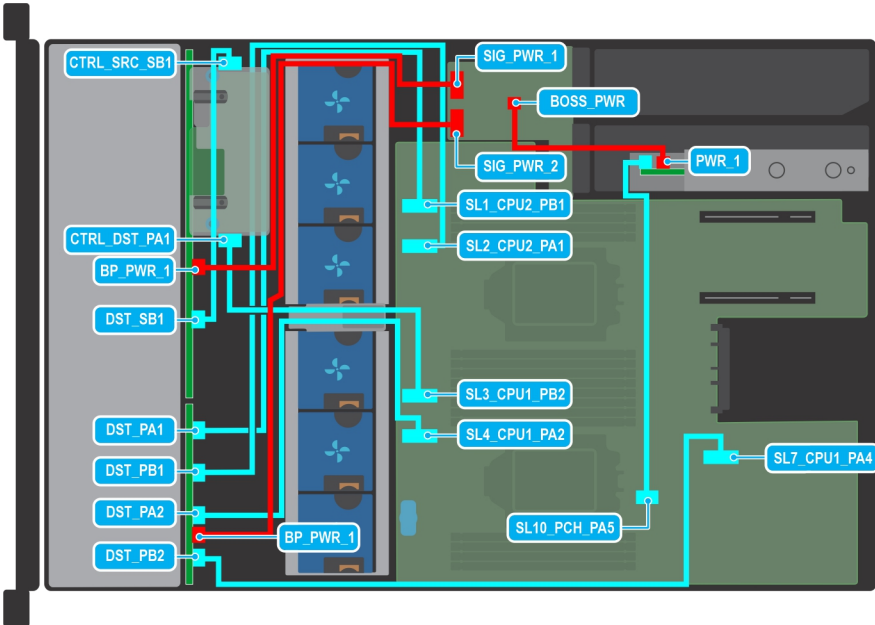 SIG_PWR_1
CTRL_SRC_SB1
BOSS_PWR
SIG_PWR_2
PWR_1
SL1_CPU2_PB1
CTRL_DST_PA1
SL2_CPU2_PA1
BP_PWR_1
DST_SB1
SL3_CPU1_PB2
DST_PA1
SL4_CPU1_PA2
SL7_CPU1_PA4
DST_PB1
DST_PA2
SL10_PCH_PA5
BP_PWR_1
DST_PB2